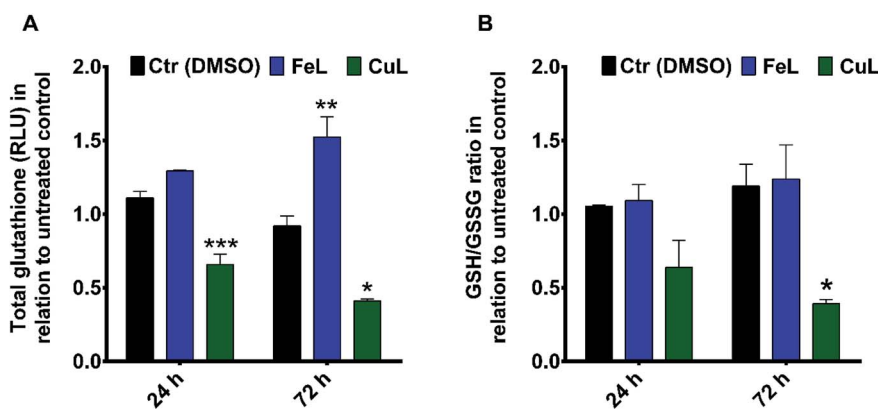 A
Total glutathione (RLU) in
relation to untreated control
Ctr (DMSO) FeL CuL
2.0
1.5
1.0
0.5
0.0
***
**
*
24 h 72 h
B
GSH/GSSG ratio in
relation to untreated control
Ctr (DMSO) FeL CuL
2.0
1.5
1.0
0.5
0.0
*
24 h 72 h